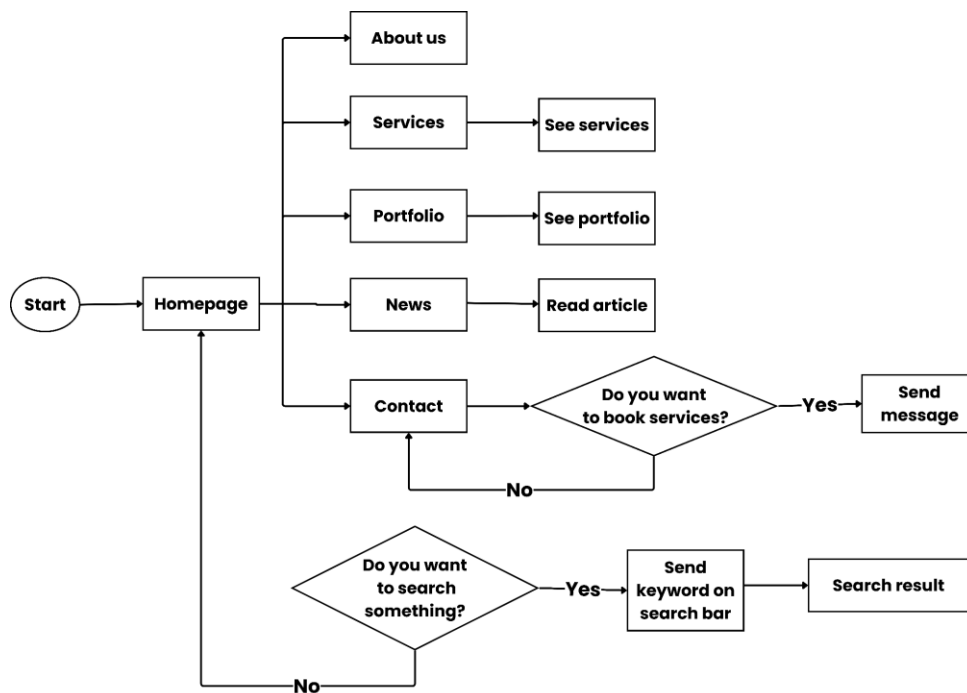 About us
Services
See services
Portfolio
See portfolio
Start
Homepage
News
Read article
Contact
Do you want
to book services?
Yes
Send
message
No
Do you want
to search
something?
Yes
Send
keyword on
search bar
Search result
No